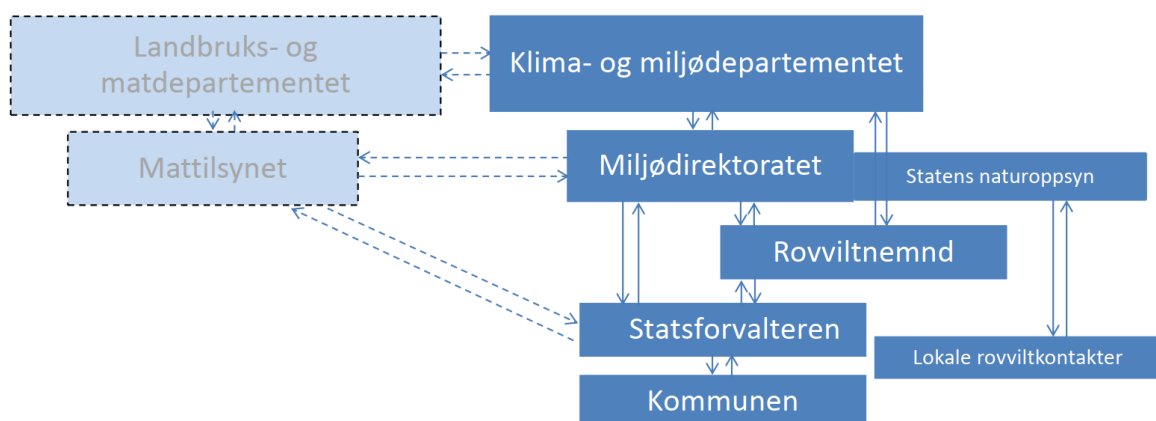 Landbruks- og
matdepartementet
Klima- og miljødepartementet
Mattilsynet
Miljødirektoratet
Statens naturoppsyn
Rovviltnemnd
Statsforvalteren
Lokale rovviltkontakter
Kommunen